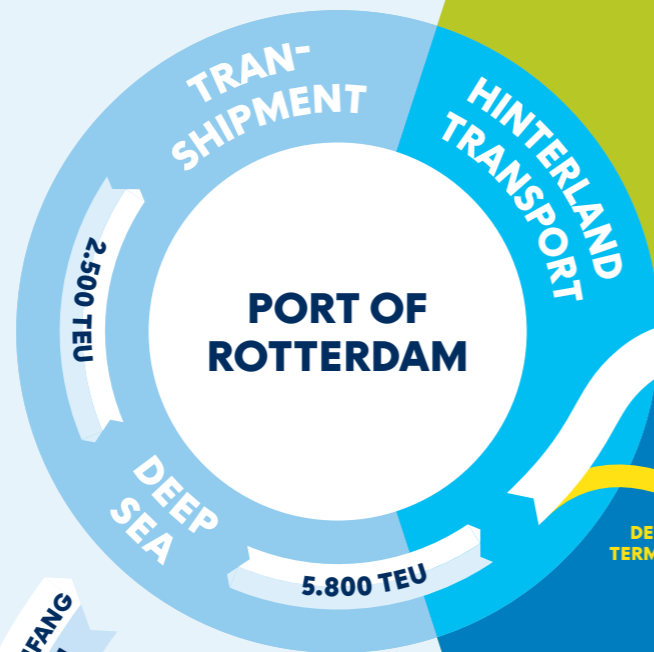 TRAN-
SHIPMENT
HINTERLAND
TRANSPORT
2.500 TEU
PORT OF
ROTTERDAM
DEEP
SEA
5.800 TEU